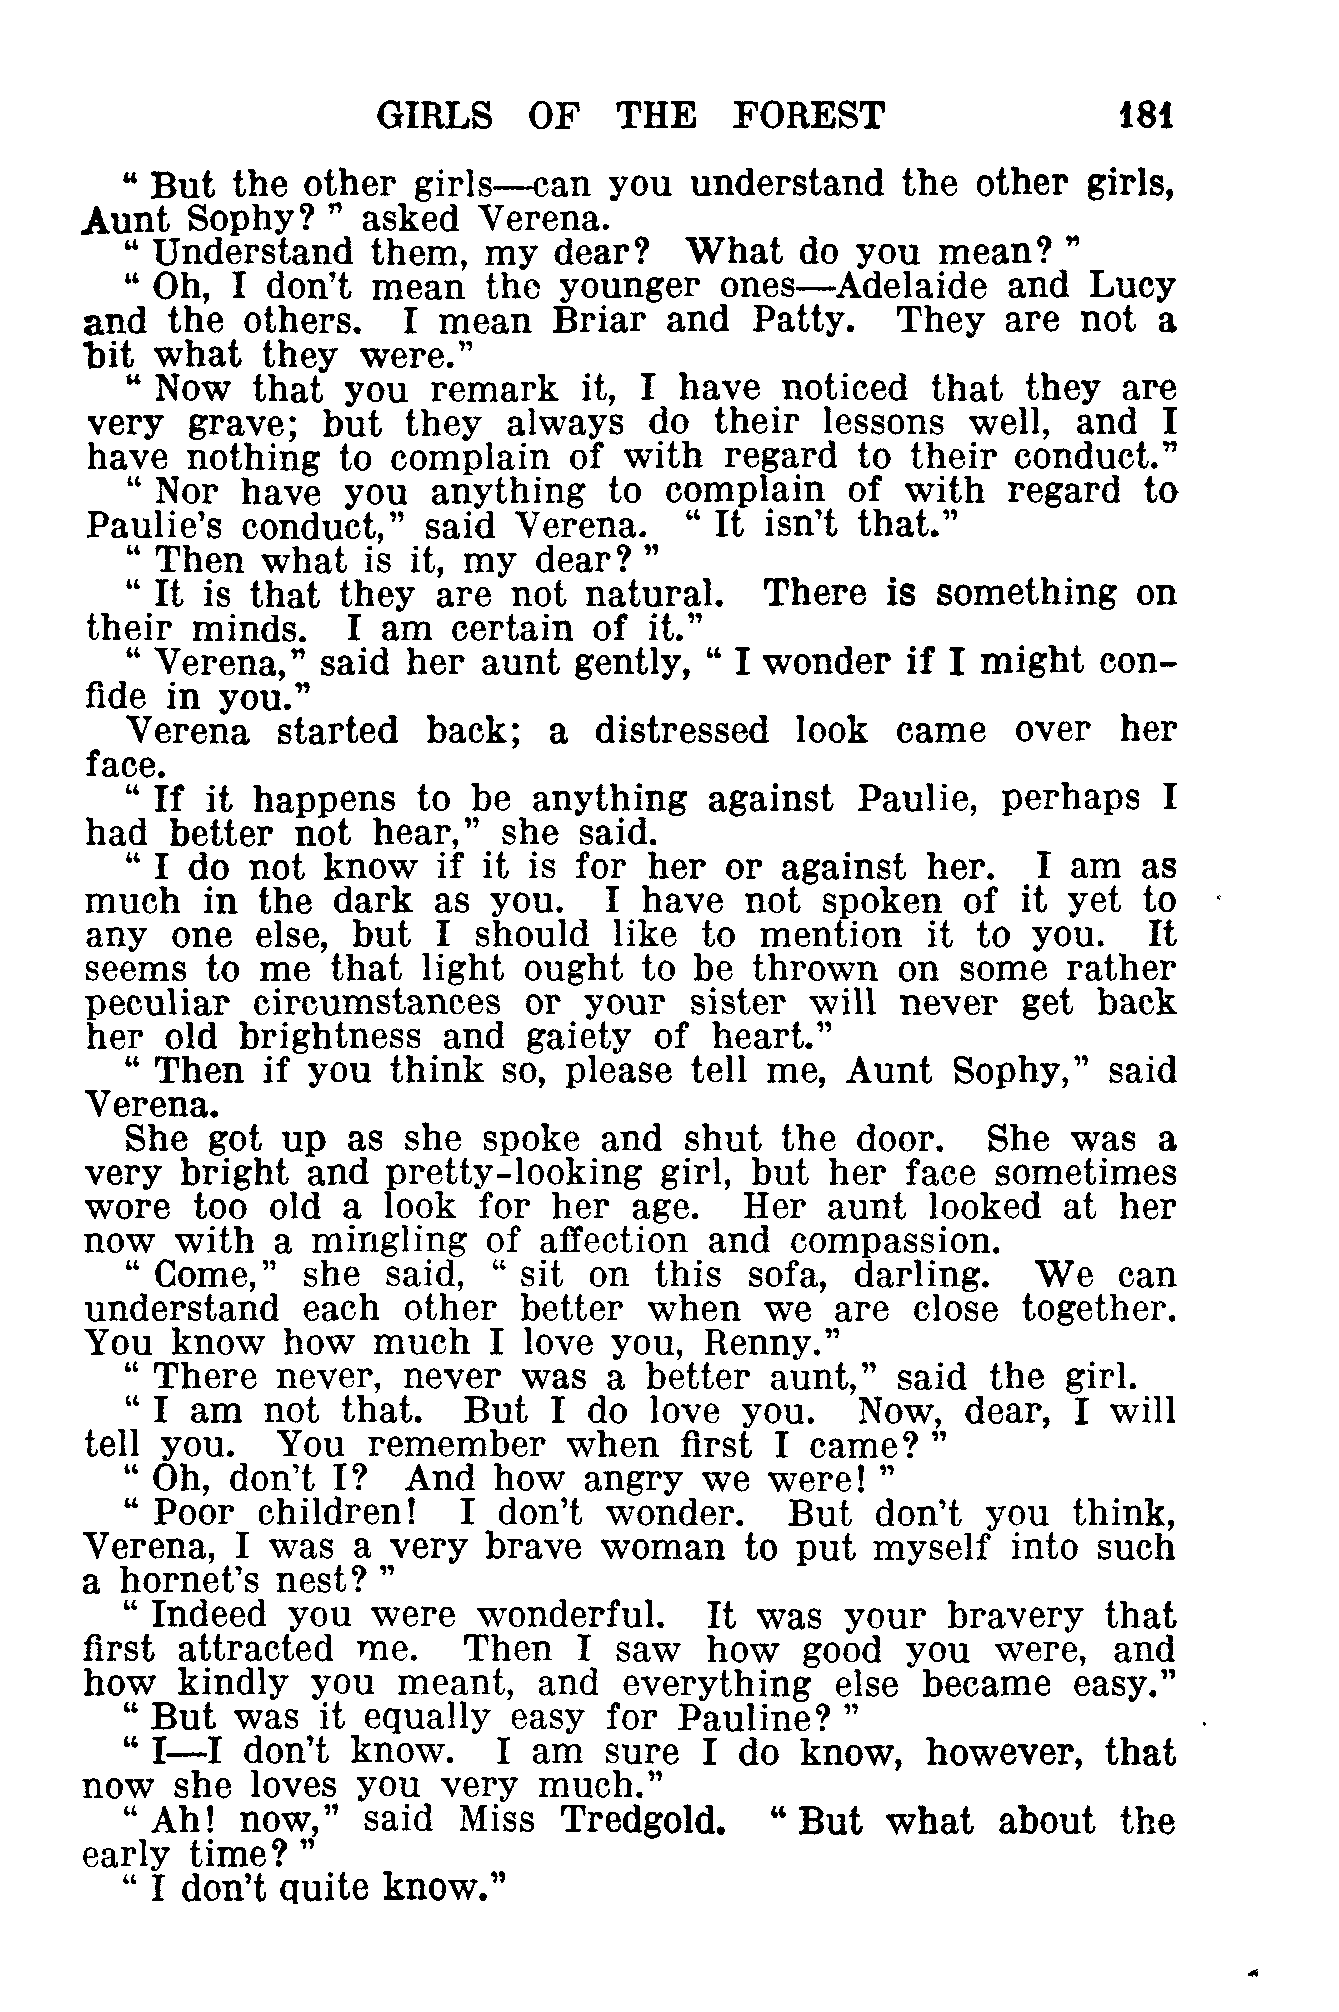 GIRLS OF THE FOREST 181
“ But the other girls—can you understand the other girls,
Aunt Sophy? ” asked Verena.
“ Understand them, my dear? What do you mean? ”
“ Oh, I don't mean the younger ones—Adelaide and Lucy
and the others. I mean Briar and Patty. They are not a
bit what they were.”
“ Now that you remark it, I have noticed that they are
very grave; but they always do their lessons well, and I
have nothing to complain of with regard to their conduct.”
“ Nor have you anything to complain of with regard to
Paulie's conduct,” said Verena. “ It isn't that.”
“ Then what is it, my dear? ”
“ It is that they are not natural. There is something on
their minds. I am certain of it.”
“ Verena,” said her aunt gently, “ I wonder if I might con-
fide in you.”
Verena started back; a distressed look came over her
face.
“ If it happens to be anything against Paulie, perhaps I
had better not hear,” she said.
“ I do not know if it is for her or against her. I am as
much in the dark as you. I have not spoken of it yet to
any one else, but I should like to mention it to you. It
seems to me that light ought to be thrown on some rather
peculiar circumstances or your sister will never get back
her old brightness and gaiety of heart.”
“ Then if you think so, please tell me, Aunt Sophy,” said
Verena.
She got up as she spoke and shut the door. She was a
very bright and pretty-looking girl, but her face sometimes
wore too old a look for her age. Her aunt looked at her
now with a mingling of affection and compassion.
“ Come,” she said, “ sit on this sofa, darling. We can
understand each other better when we are close together.
You know how much I love you, Renny.”
“ There never, never was a better aunt,” said the girl.
“ I am not that. But I do love you. Now, dear, I will
tell you. You remember when first I came? ”
“ Oh, don't I? And how angry we were! ”
“ Poor children! I don't wonder. But don't you think,
Verena, I was a very brave woman to put myself into such
a hornet's nest? ”
“ Indeed you were wonderful. It was your bravery that
first attracted me. Then I saw how good you were, and
how kindly you meant, and everything else became easy.”
“ But was it equally easy for Pauline? ”
“ I—I don't know. I am sure I do know, however, that
now she loves you very much.”
“ Ah! now,” said Miss Tredgold. “ But what about the
early time? ”
“ I don't quite know.”